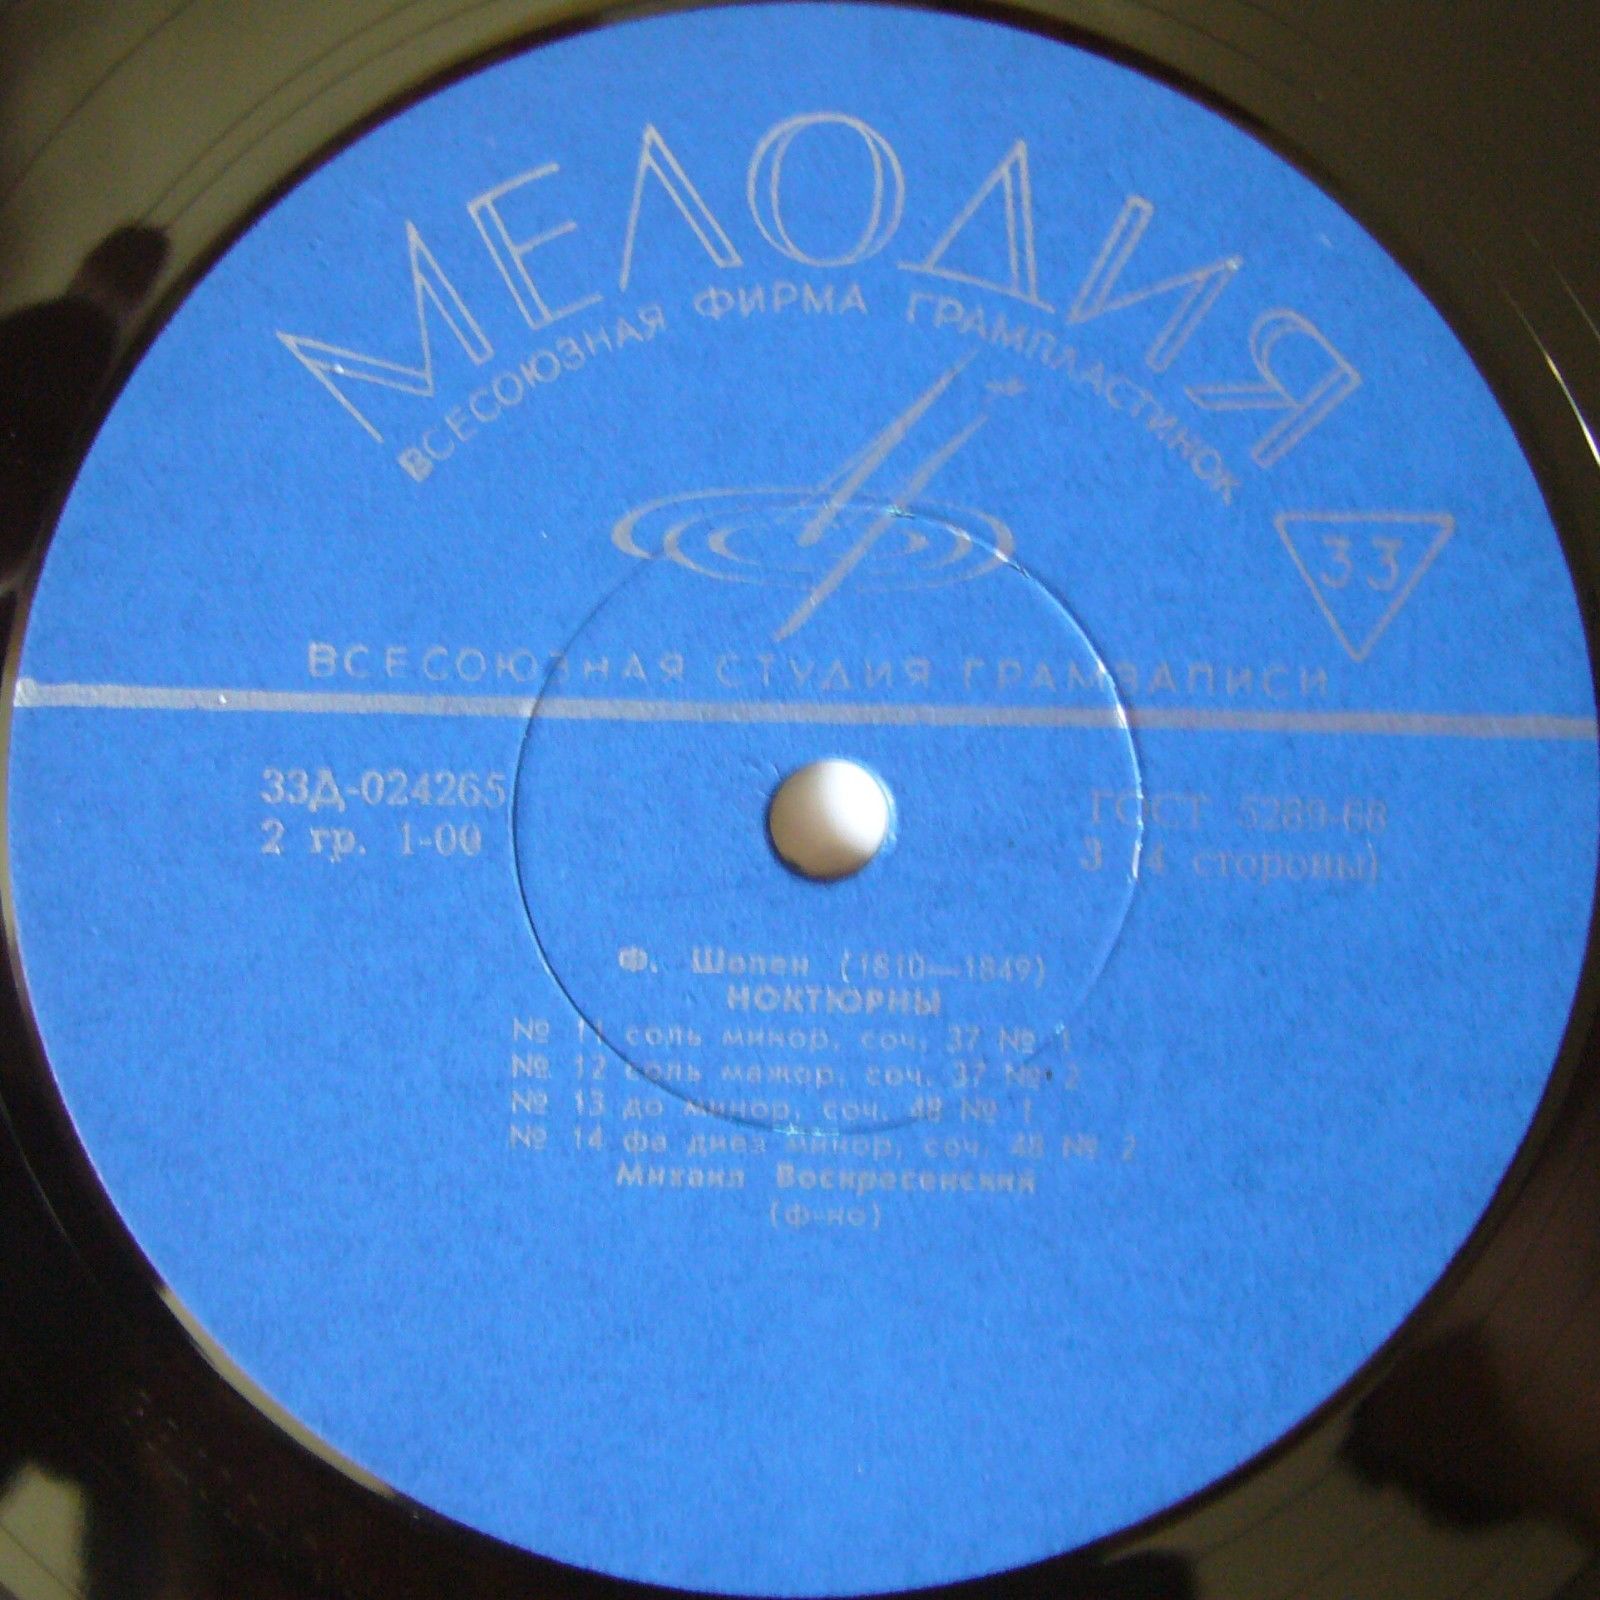 МЕЛОДИЯ
ВСЕСОЮЗНАЯ ФИРМА ГРАМПЛАСТИНОК
33
ВСЕСОЮЗНАЯ СТУДИЯ ГРАМЗАПИСИ
33Д-024265
2 гр. 1-00
ГОСТ 5289-68
3 (4 стороны)
Ф. Шопен (1810—1849)
НОКТЮРНЫ
№ 11 соль минор, соч. 37 № 1
№ 12 соль мажор, соч. 37 № 2
№ 13 до минор, соч. 48 № 1
№ 14 фа диез минор, соч. 48 № 2
Михаил Воскресенский
(ф-но)